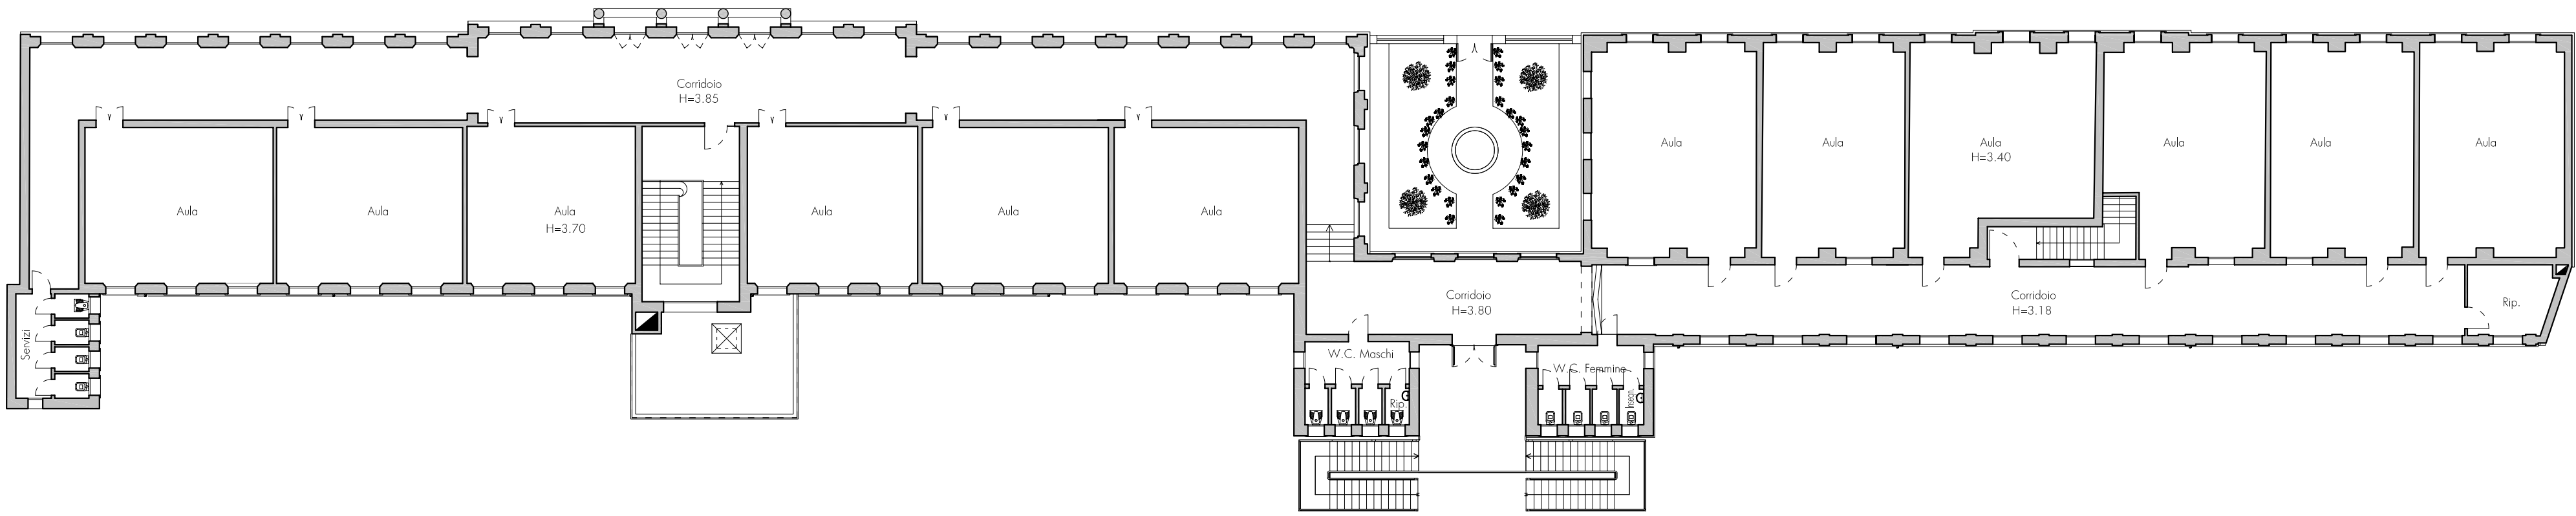 Corridoio
H=3.85
Aula
Aula
Aula
H=3.70
Aula
Aula
Aula
Servizi
Corridoio
H=3.80
W.C. Maschi
Rip.
W.C. Femmine
Insegn.
Aula
Aula
Aula
H=3.40
Aula
Aula
Aula
Corridoio
H=3.18
Rip.